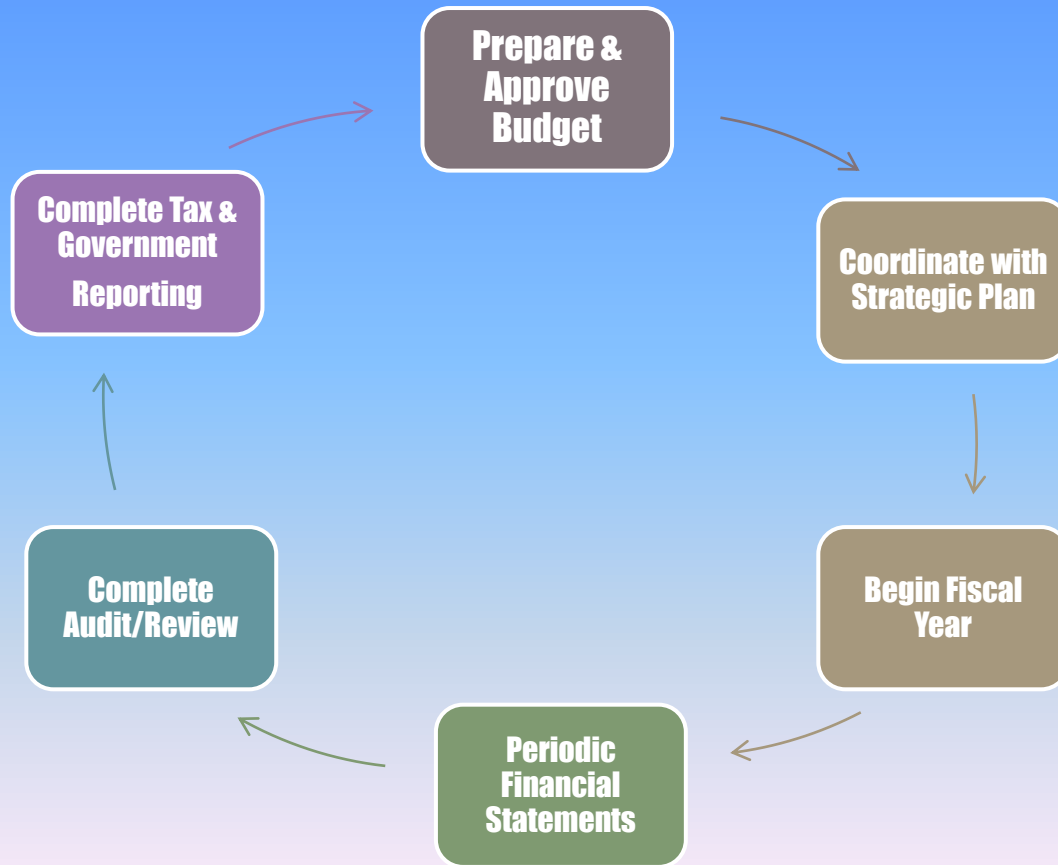 Prepare &
Approve
Budget
Coordinate with
Strategic Plan
Begin Fiscal
Year
Periodic
Financial
Statements
Complete
Audit/Review
Complete Tax &
Government
Reporting